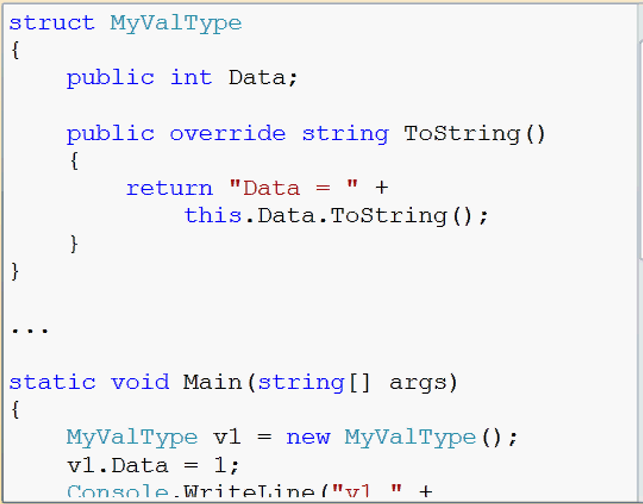 struct MyValType
{
    public int Data;

    public override string ToString()
    {
        return "Data = " +
            this.Data.ToString();
    }
}

...

static void Main(string[] args)
{
    MyValType v1 = new MyValType();
    v1.Data = 1;
    Console.WriteLine("v1 " +